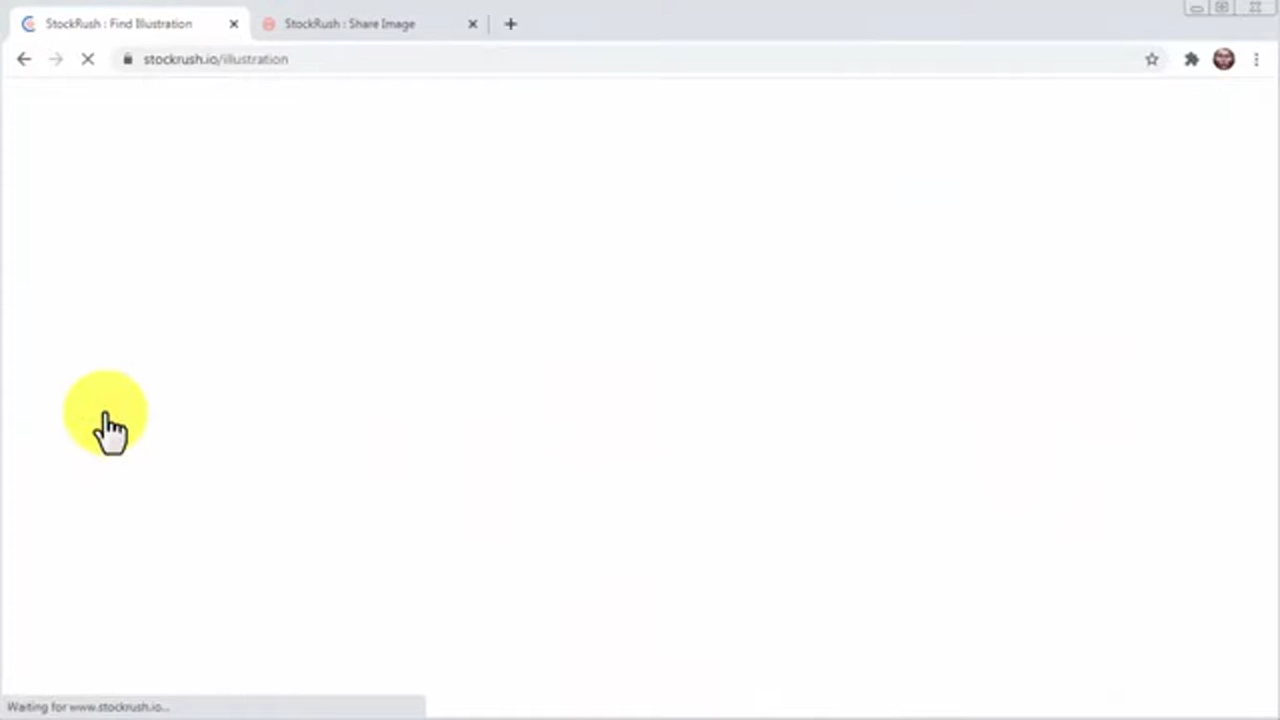 StockRush : Find Illustration
StockRush : Share Image
stockrush.io/illustration
Waiting for www.stockrush.io...